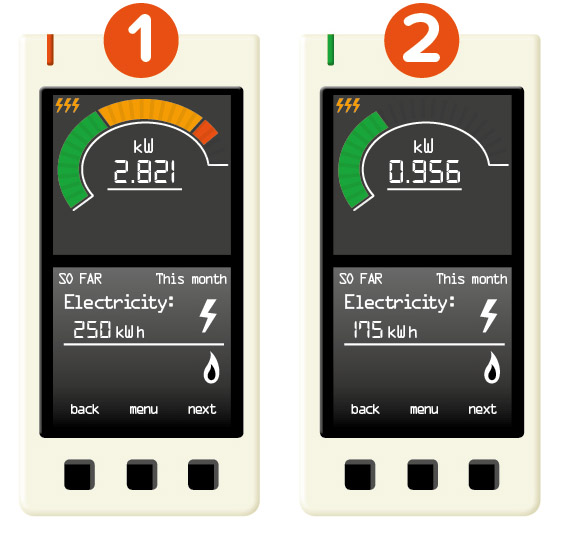 1
kW
2.821
SO FAR This month
Electricity:
250 kWh
back menu next
2
kW
0.956
SO FAR This month
Electricity:
175 kWh
back menu next